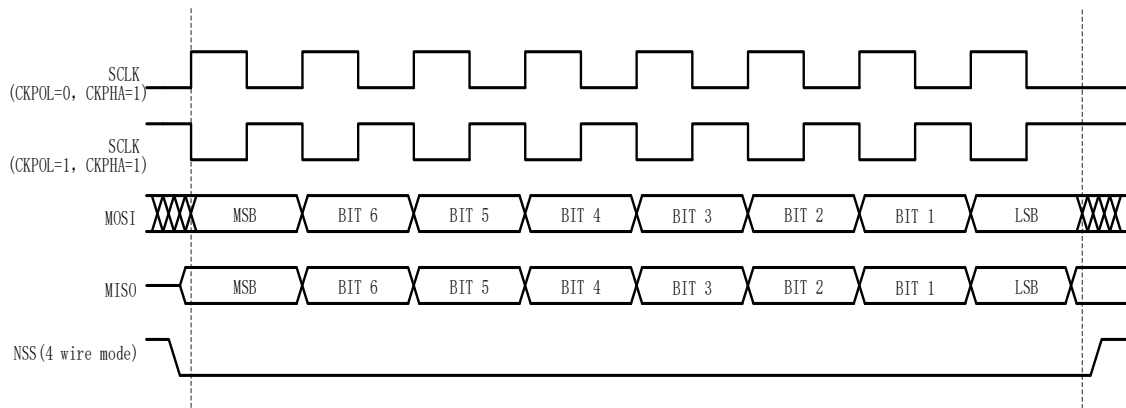 SCLK
(CKPOL=0, CKPHA=1)
SCLK
(CKPOL=1, CKPHA=1)
MOSI MSB BIT 6 BIT 5 BIT 4 BIT 3 BIT 2 BIT 1 LSB
MISO MSB BIT 6 BIT 5 BIT 4 BIT 3 BIT 2 BIT 1 LSB
NSS(4 wire mode)